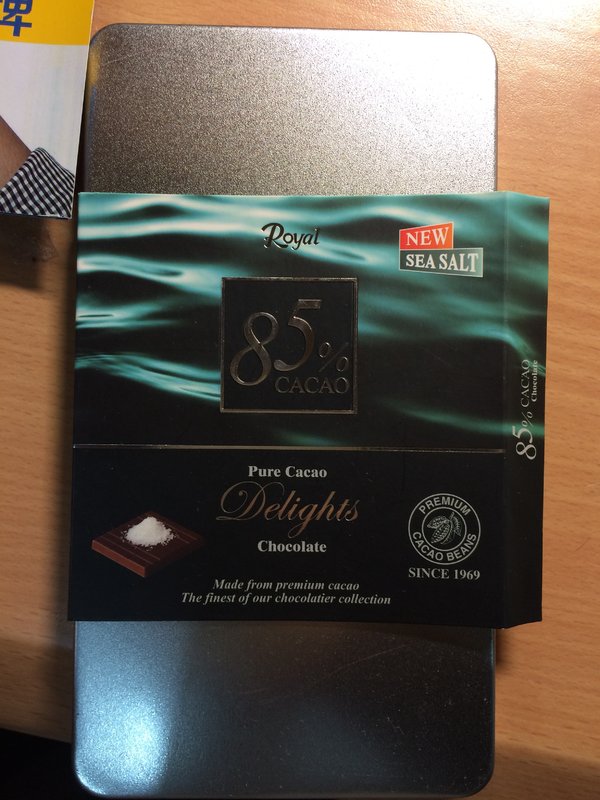 牌
Royal
NEW
SEA SALT
85%
CACAO
85% CACAO
Chocolate
Pure Cacao
Delights
Chocolate
PREMIUM
CACAO BEANS
SINCE 1969
Made from premium cacao
The finest of our chocolatier collection